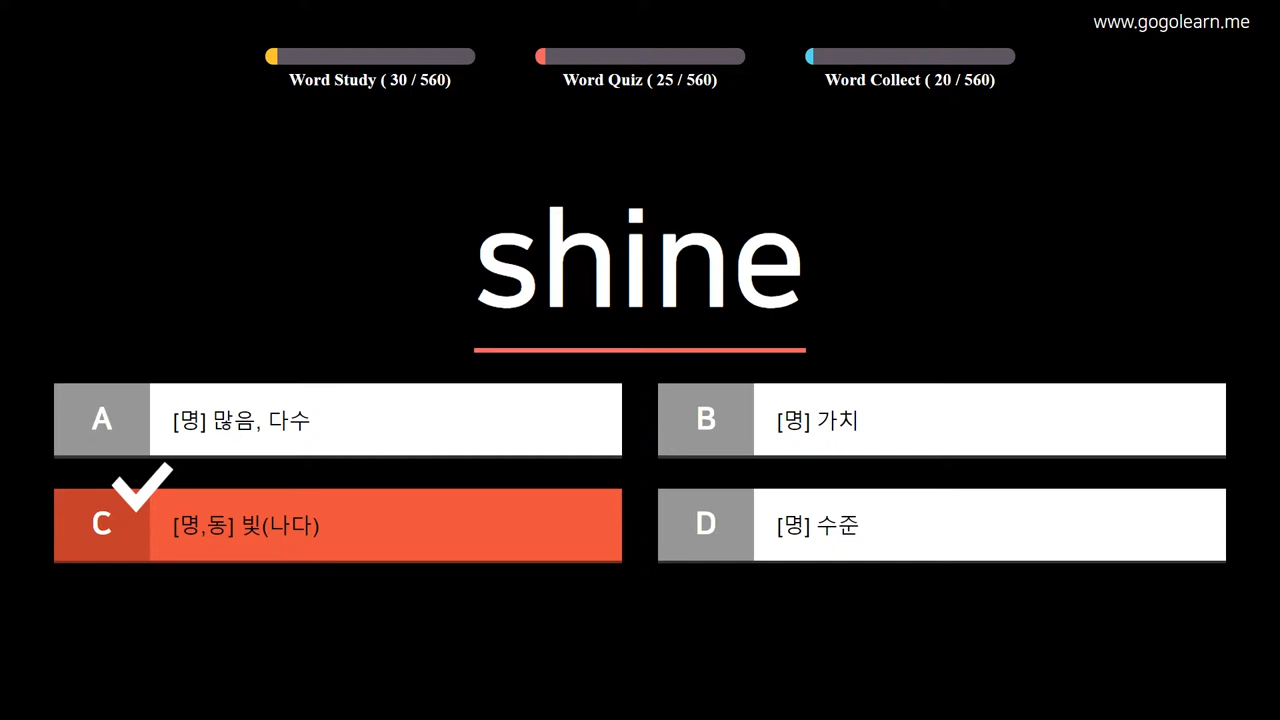 www.gogolearn.me
Word Study ( 30 / 560)
Word Quiz ( 25 / 560)
Word Collect ( 20 / 560)
shine
A
[명] 많음, 다수
B
[명] 가치
C
[명,동] 빛(나다)
D
[명] 수준